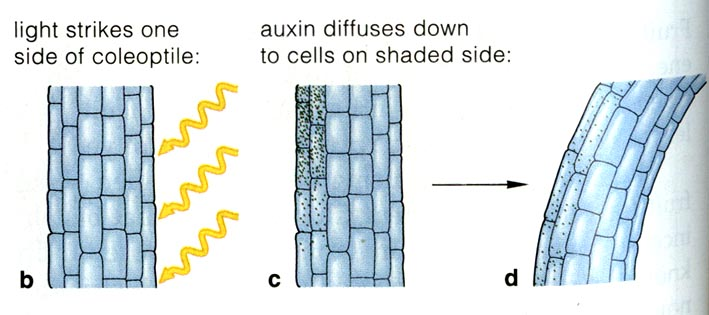 light strikes one
side of coleoptile:
auxin diffuses down
to cells on shaded side:
b
c
d